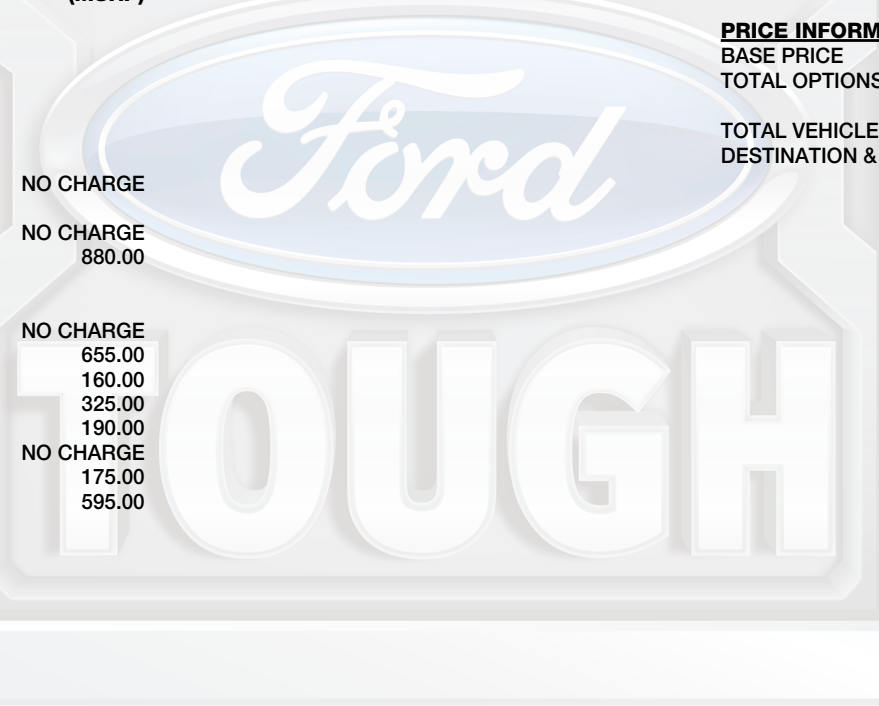 PRICE INFORM
BASE PRICE
TOTAL OPTIONS
TOTAL VEHICLE
DESTINATION &
NO CHARGE
NO CHARGE
880.00
NO CHARGE
655.00
160.00
325.00
190.00
NO CHARGE
175.00
595.00
Ford
TOUGH